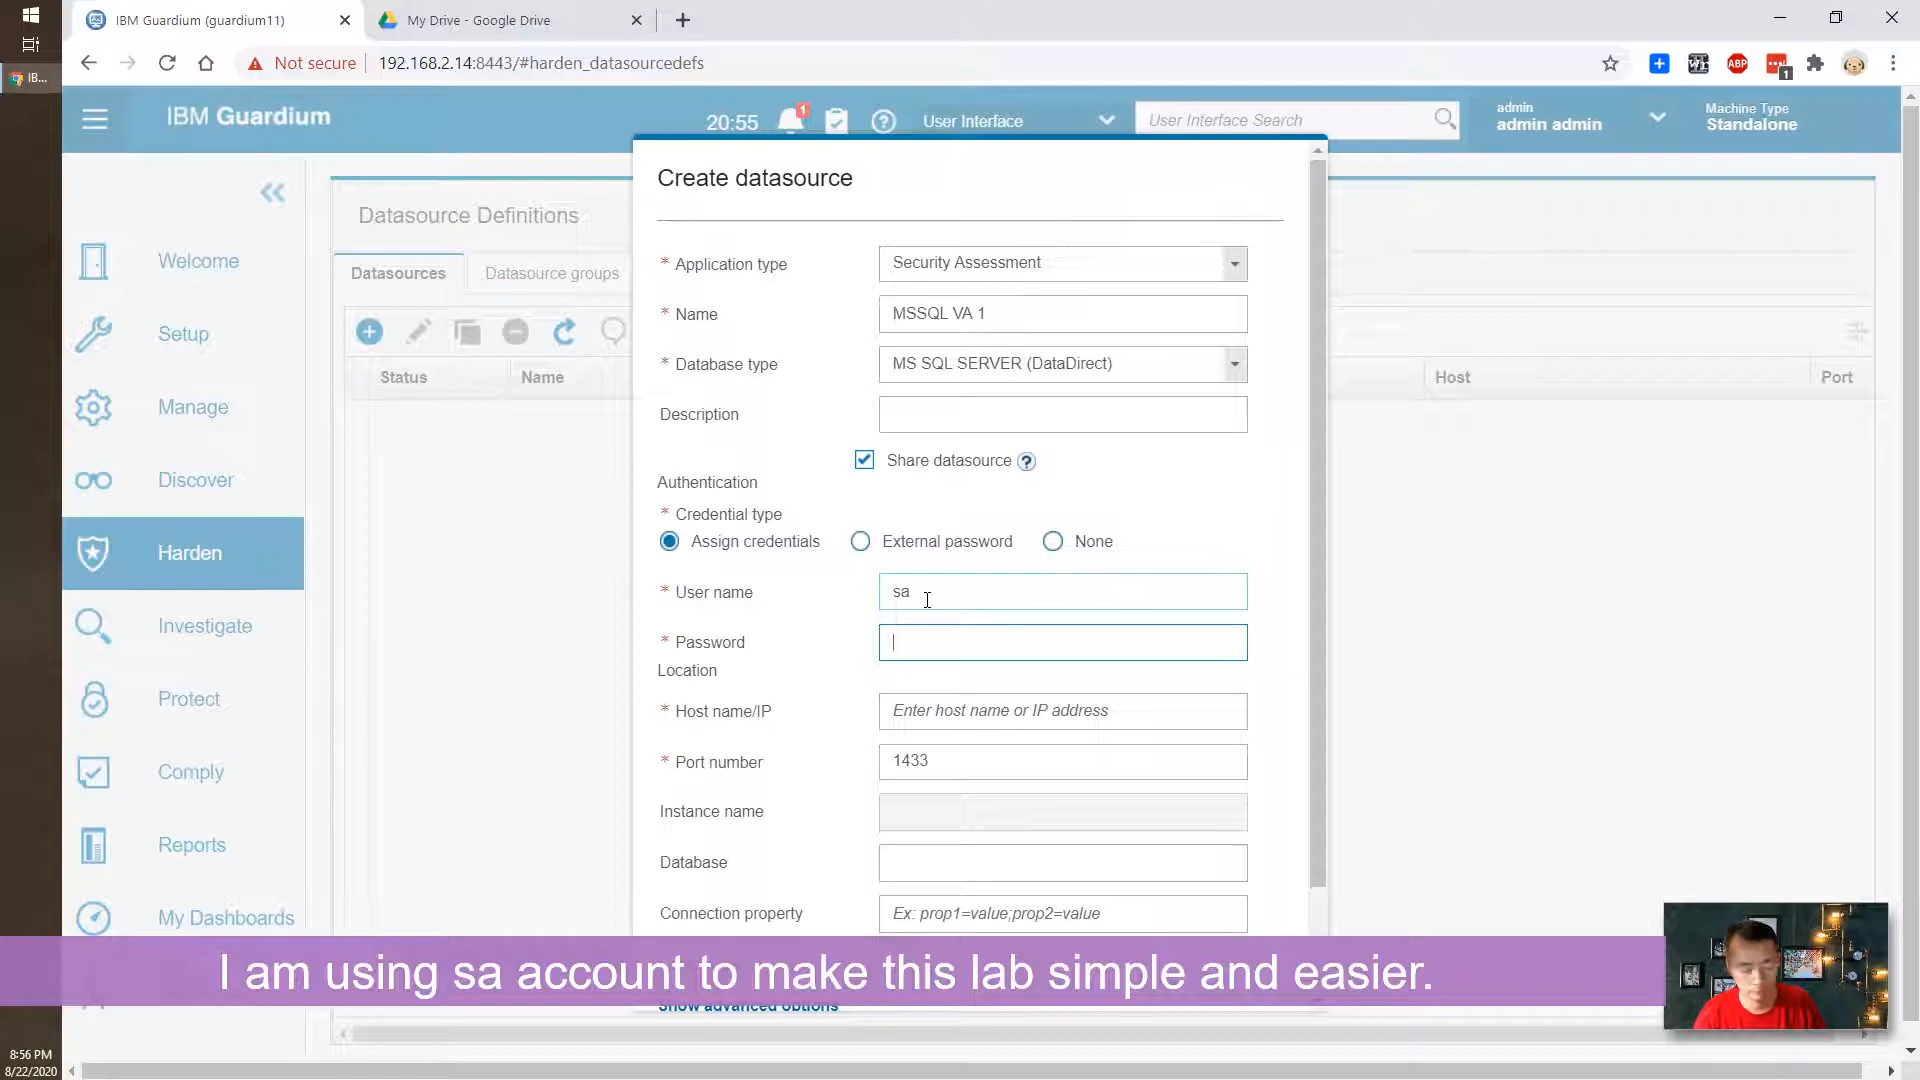 IBM Guardium (guardium11)
My Drive - Google Drive
IB...
Not secure
192.168.2.14:8443/#harden_datasourcedefs
ABP
1
IBM Guardium
20:55
1
User Interface
User Interface Search
admin
admin admin
Machine Type
Standalone
Create datasource
Datasource Definitions
Datasources
Datasource groups
Status
Name
Host
Port
Welcome
Setup
Manage
Discover
Harden
Investigate
Protect
Comply
Reports
My Dashboards
* Application type
Security Assessment
* Name
MSSQL VA 1
* Database type
MS SQL SERVER (DataDirect)
Description
Share datasource
Authentication
* Credential type
Assign credentials
External password
None
* User name
sa
* Password
Location
* Host name/IP
Enter host name or IP address
* Port number
1433
Instance name
Database
Connection property
Ex: prop1=value;prop2=value
I am using sa account to make this lab simple and easier.
Show advanced options
8:56 PM
8/22/2020